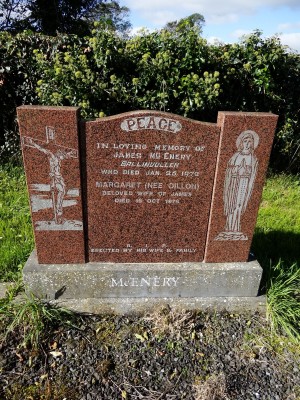 PEACE
IN LOVING MEMORY OF
JAMES McENERY
WHO DIED JAN. 25 1970
MARGARET (NEE DILLON)
BELOVED WIFE OF JAMES
DIED 16 OCT 1976
ERECTED BY HIS WIFE & FAMILY
McENERY